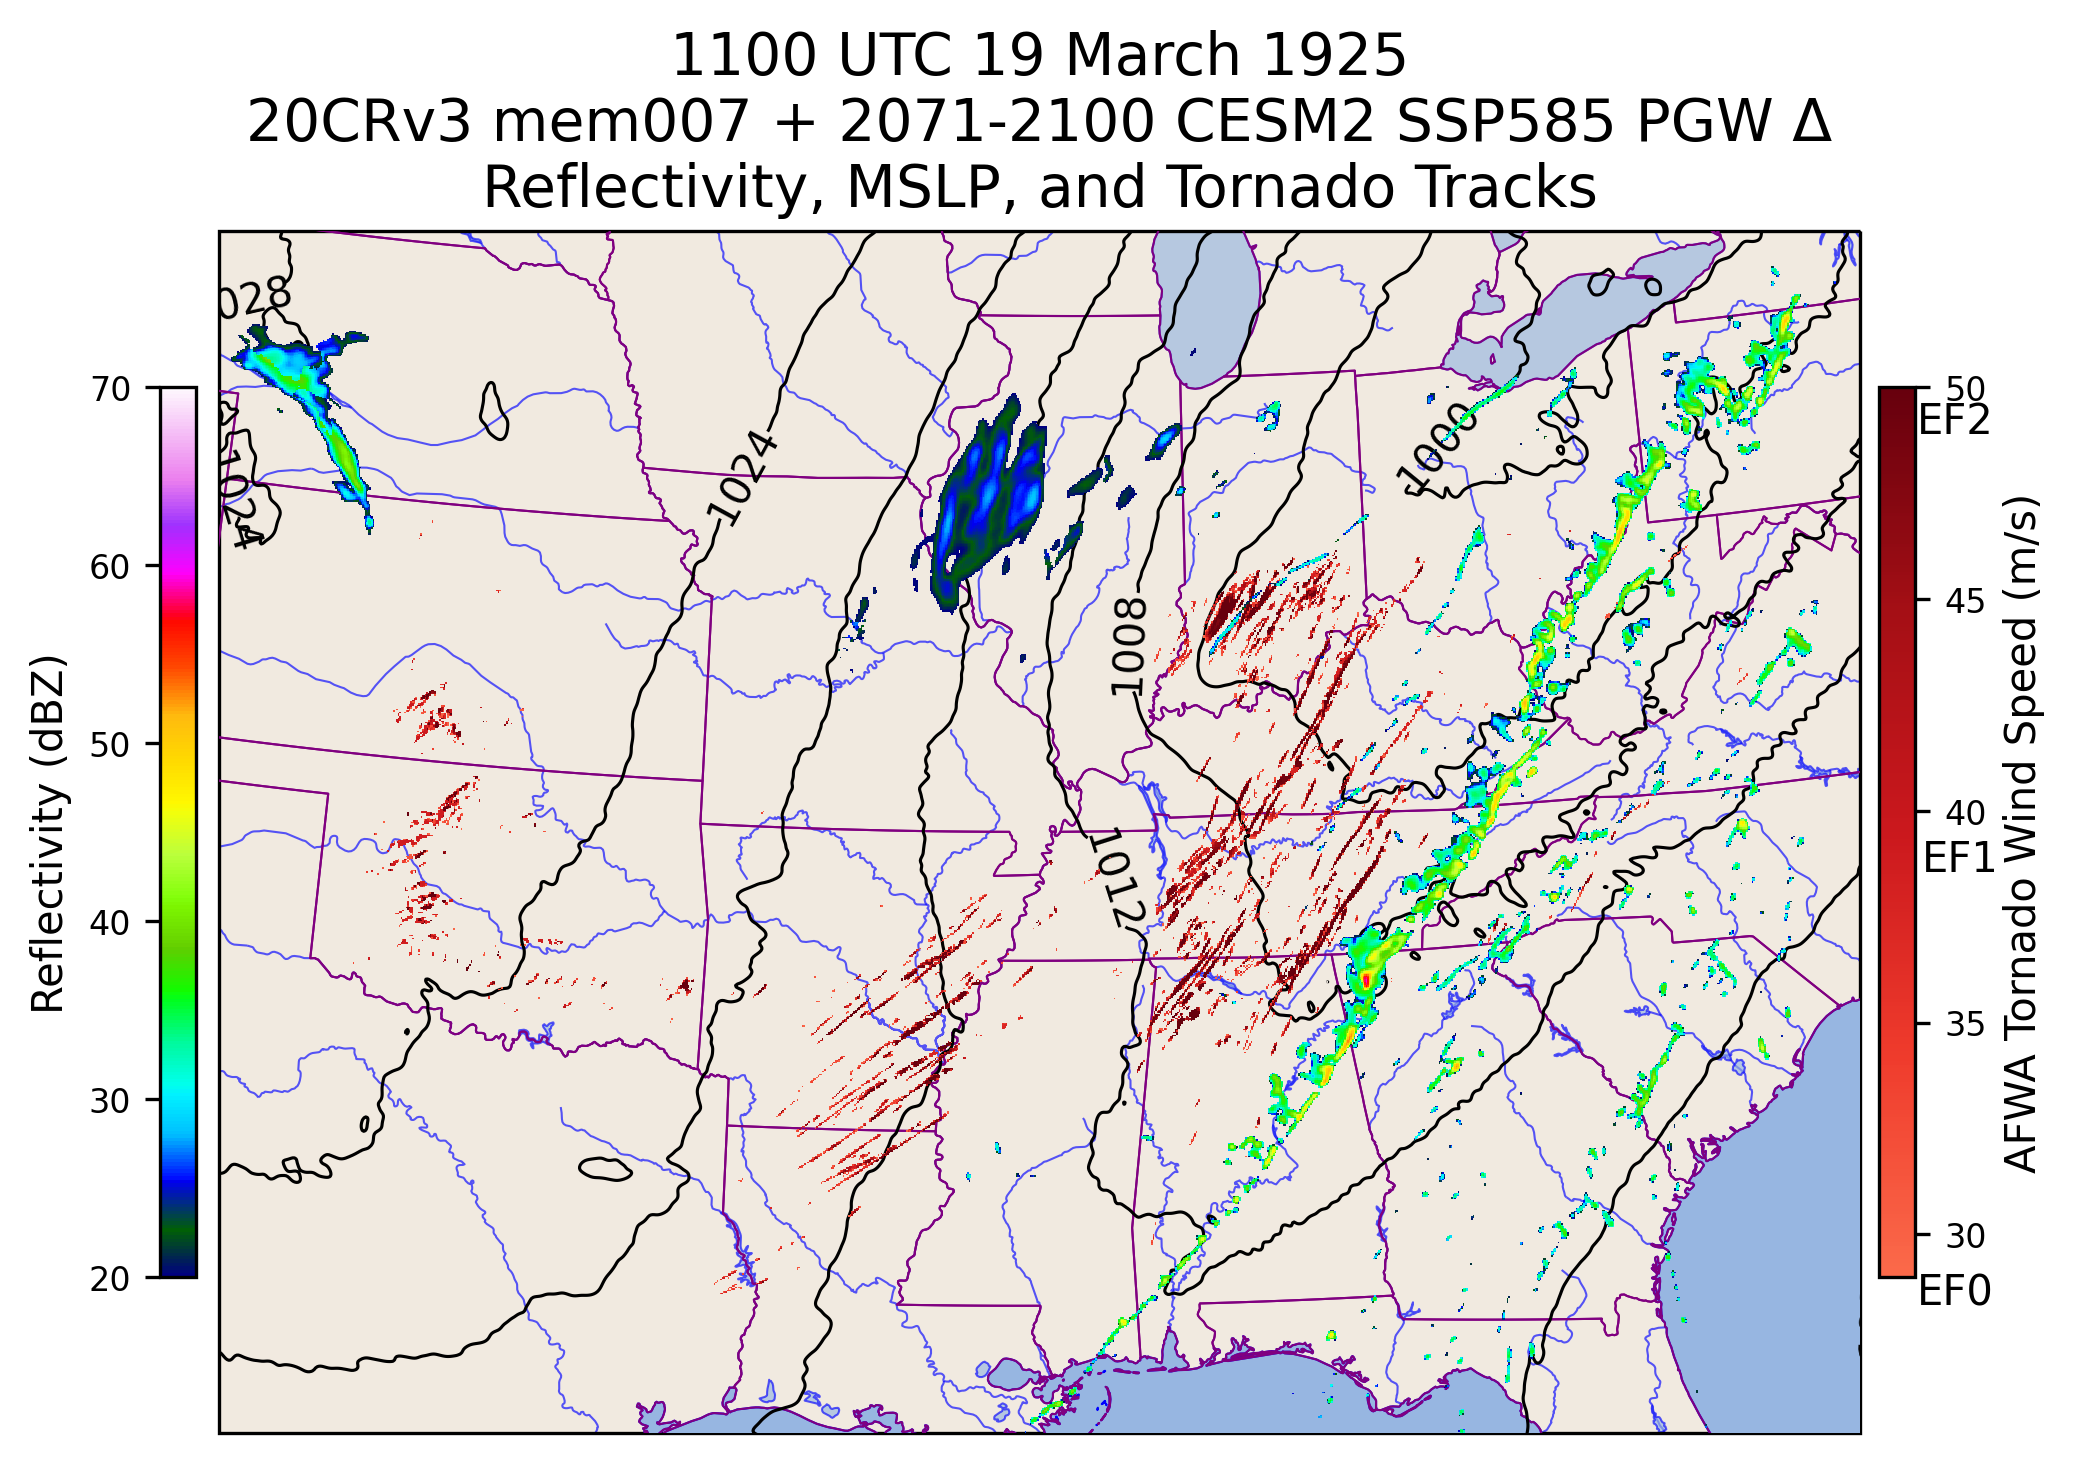 1100 UTC 19 March 1925
20CRv3 mem007 + 2071-2100 CESM2 SSP585 PGW Δ
Reflectivity, MSLP, and Tornado Tracks
Reflectivity (dBZ)
70
60
50
40
30
20
028
1024
1024
1008
1012
1000
50
EF2
45
40
EF1
35
30
EF0
AFWA Tornado Wind Speed (m/s)